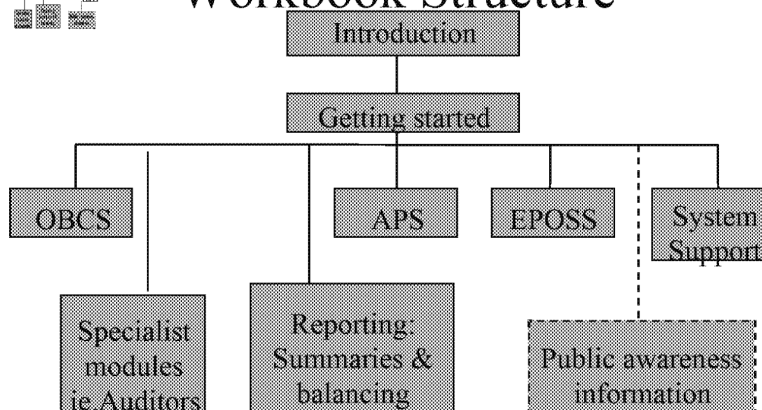 Workbook Structure
Introduction
Getting started
OBCS
APS
EPOSS
System
Support
Specialist
modules
ie.Auditors
Reporting:
Summaries &
balancing
Public awareness
information